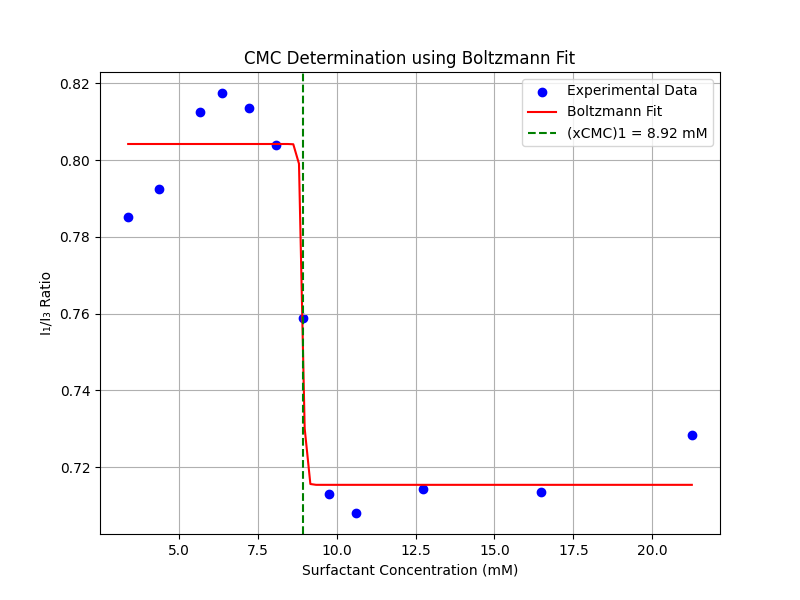 CMC Determination using Boltzmann Fit
Experimental Data
Boltzmann Fit
(xCMC)1 = 8.92 mM
I₁/I₃ Ratio
0.82
0.80
0.78
0.76
0.74
0.72
5.0 7.5 10.0 12.5 15.0 17.5 20.0
Surfactant Concentration (mM)